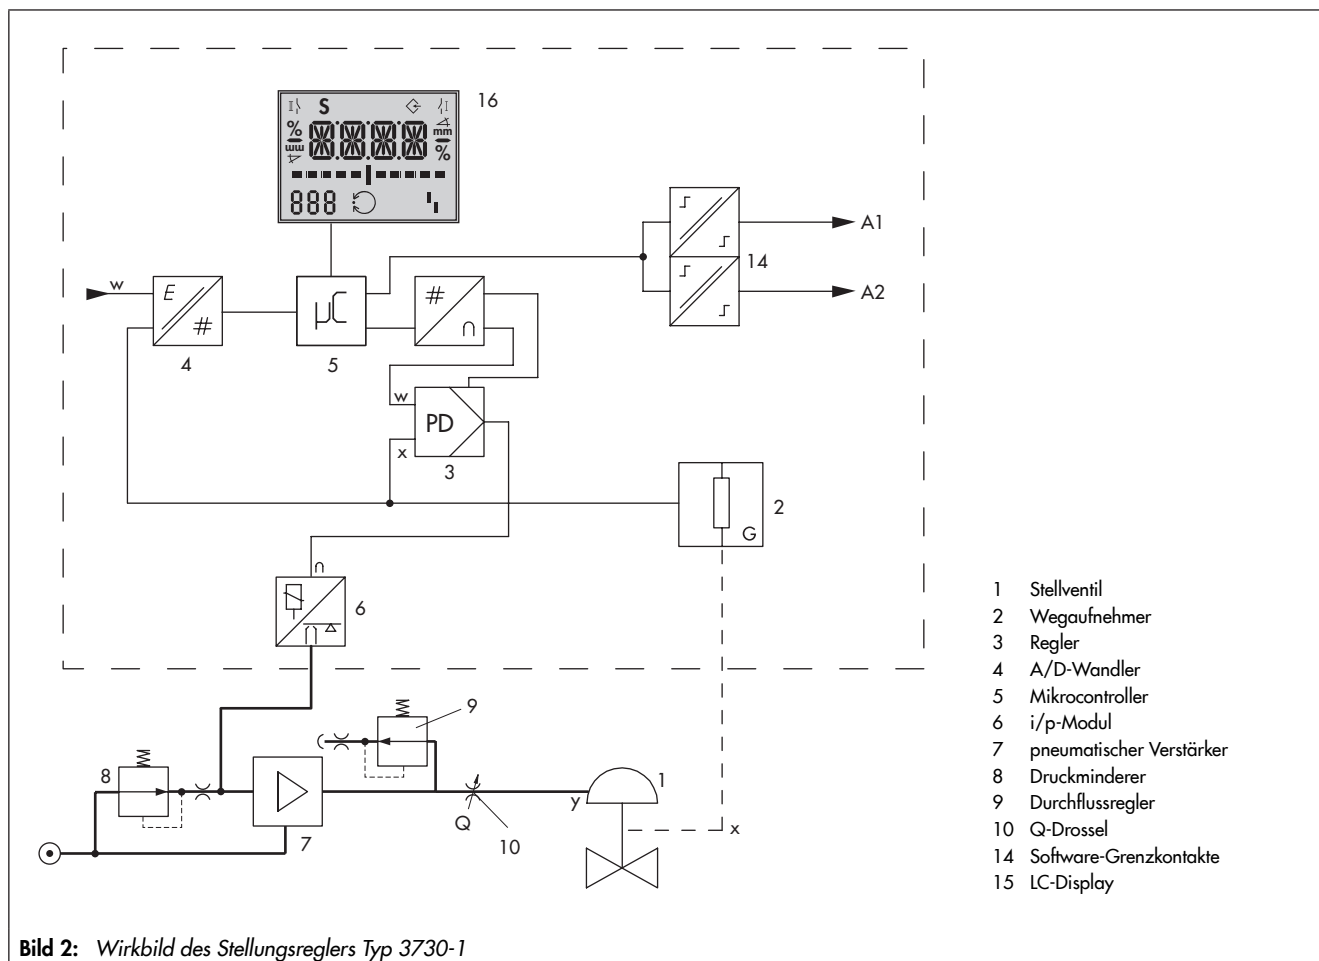 S
%
mm
%
mm
888
16
A1
14
A2
w
E
#
4
µC
5
#
∩
w
PD
x
3
2
G
∩
6
1 Stellventil
2 Wegaufnehmer
3 Regler
4 A/D-Wandler
5 Mikrocontroller
6 i/p-Modul
7 pneumatischer Verstärker
8 Druckminderer
9 Durchflussregler
10 Q-Drossel
14 Software-Grenzkontakte
15 LC-Display
9
8
7
Q
10
y
1
x
Bild 2: Wirkbild des Stellungsreglers Typ 3730-1